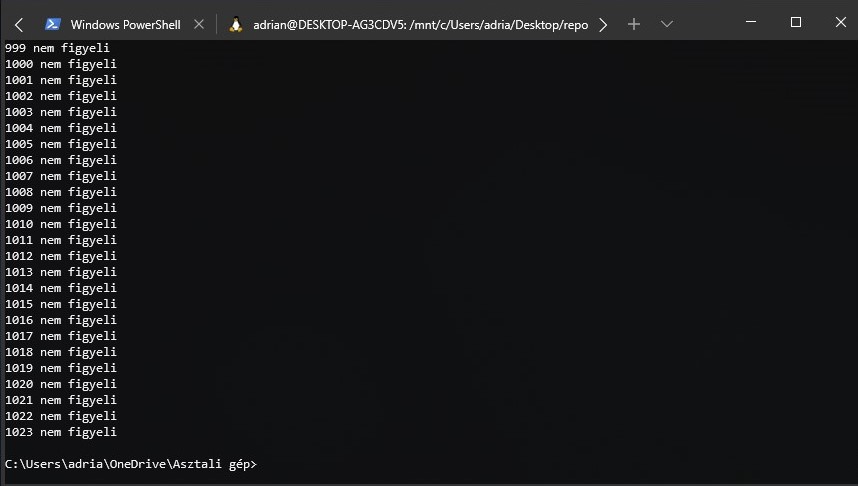 Windows PowerShell
adrian@DESKTOP-AG3CDV5: /mnt/c/Users/adria/Desktop/repo
999 nem figyeli
1000 nem figyeli
1001 nem figyeli
1002 nem figyeli
1003 nem figyeli
1004 nem figyeli
1005 nem figyeli
1006 nem figyeli
1007 nem figyeli
1008 nem figyeli
1009 nem figyeli
1010 nem figyeli
1011 nem figyeli
1012 nem figyeli
1013 nem figyeli
1014 nem figyeli
1015 nem figyeli
1016 nem figyeli
1017 nem figyeli
1018 nem figyeli
1019 nem figyeli
1020 nem figyeli
1021 nem figyeli
1022 nem figyeli
1023 nem figyeli
C:\Users\adria\OneDrive\Asztali gép>